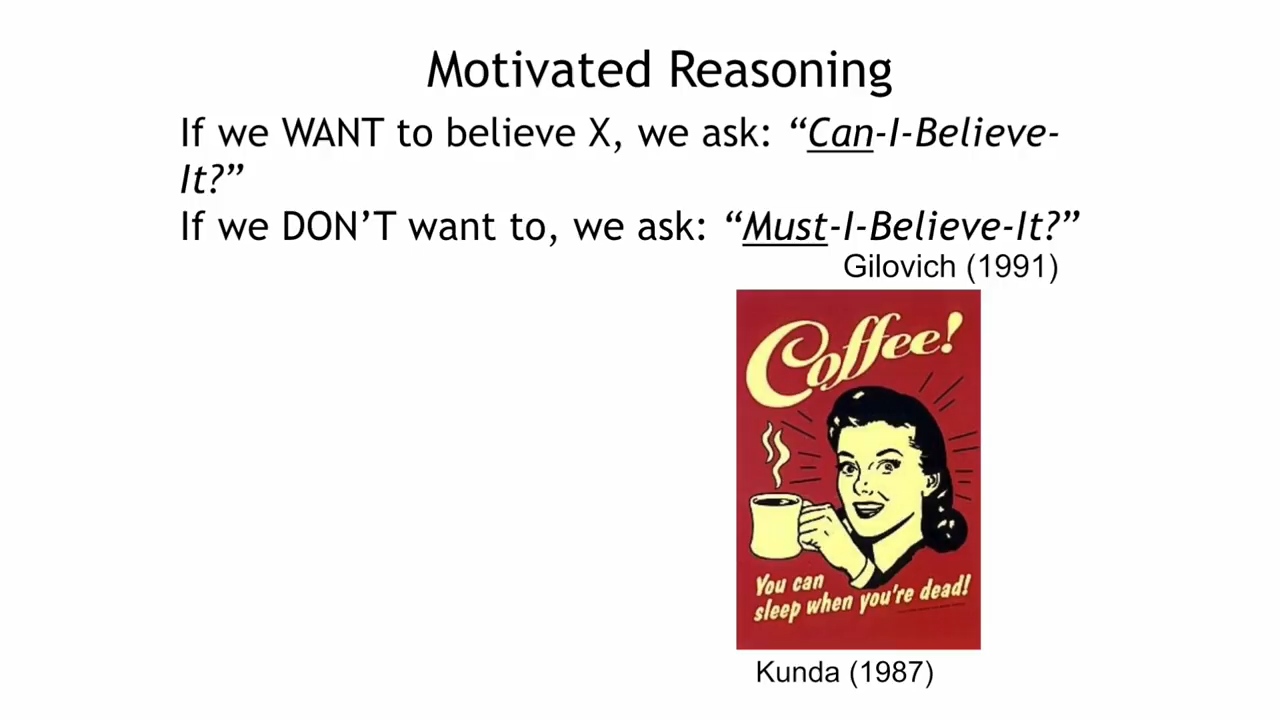 Motivated Reasoning
If we WANT to believe X, we ask: “Can-I-Believe-
It?”
If we DON’T want to, we ask: “Must-I-Believe-It?”
Gilovich (1991)
Coffee!
You can
sleep when you're dead!
Kunda (1987)